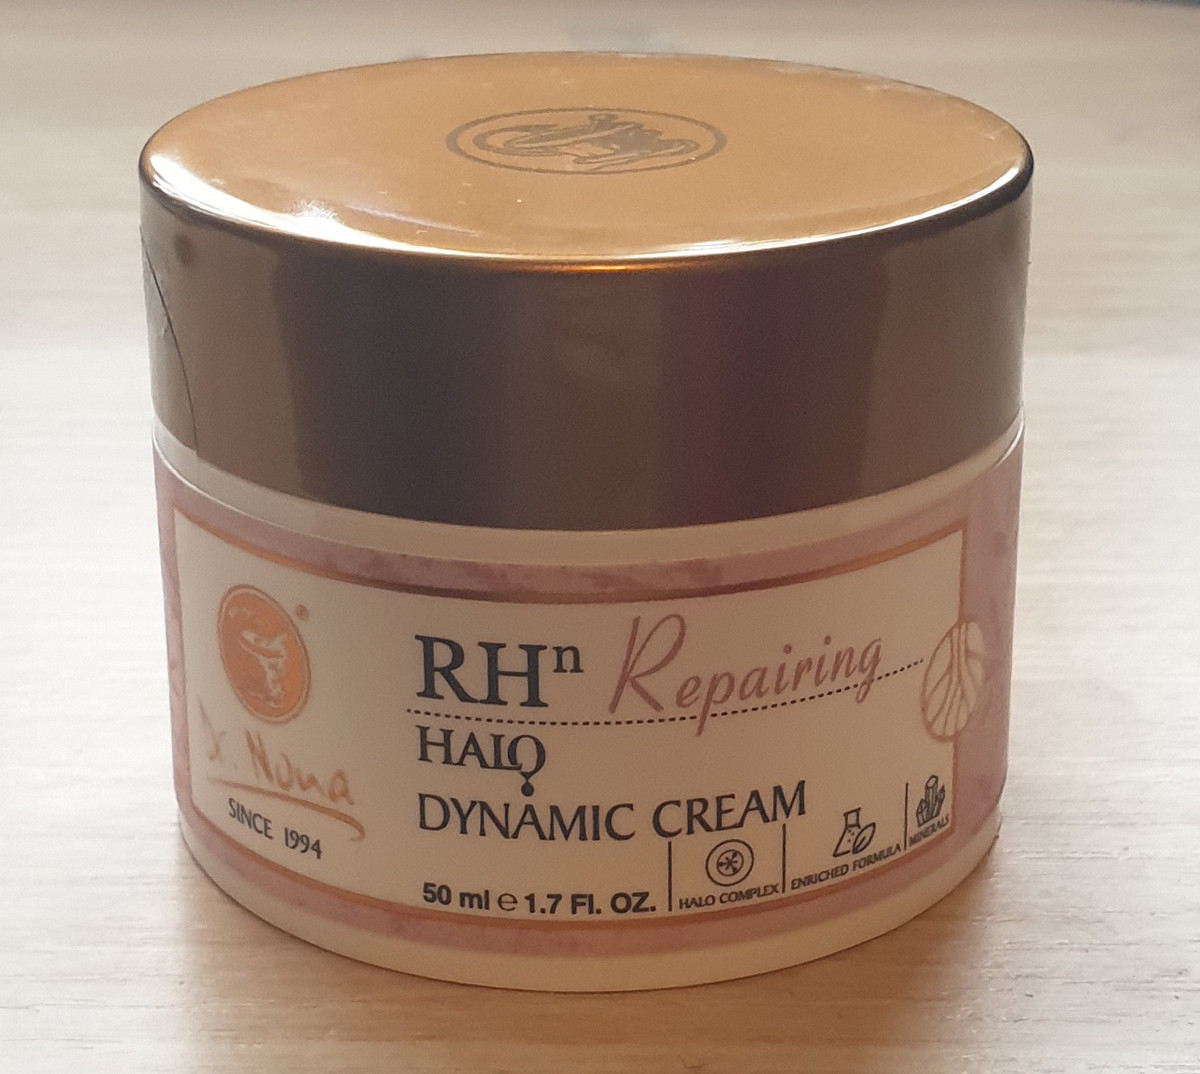 RHⁿ Repairing
HALO
DYNAMIC CREAM
®
Dr. Nona
SINCE 1994
50 ml ℮ 1.7 Fl. OZ.
HALO COMPLEX
ENRICHED FORMULA
MINERALS